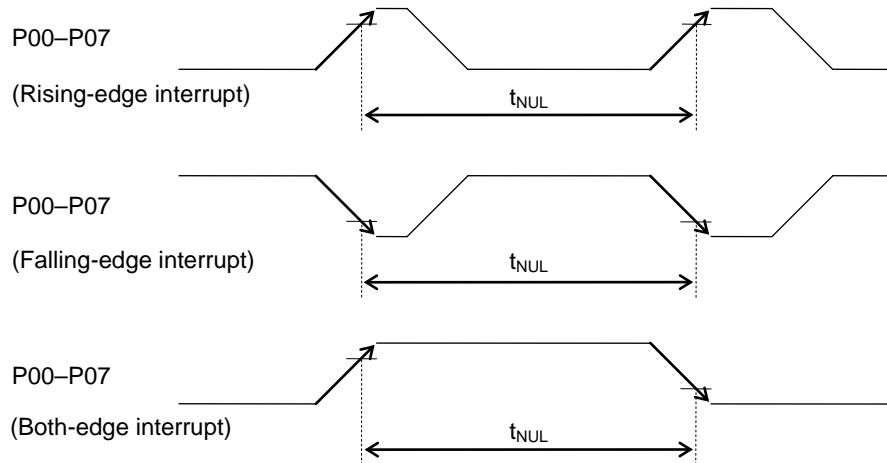 P00–P07
(Rising-edge interrupt)
tNUL
P00–P07
(Falling-edge interrupt)
tNUL
P00–P07
(Both-edge interrupt)
tNUL